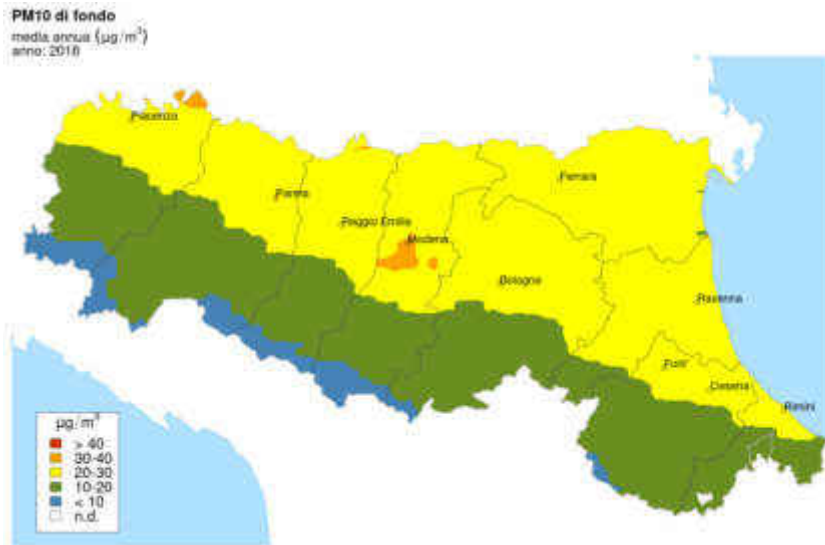 PM10 di fondo
media annua (µg/m³)
anno: 2018
Piacenza
Parma
Reggio Emilia
Modena
Ferrara
Bologna
Ravenna
Forlì
Cesena
Rimini
µg/m³
> 40
30-40
20-30
10-20
< 10
n.d.